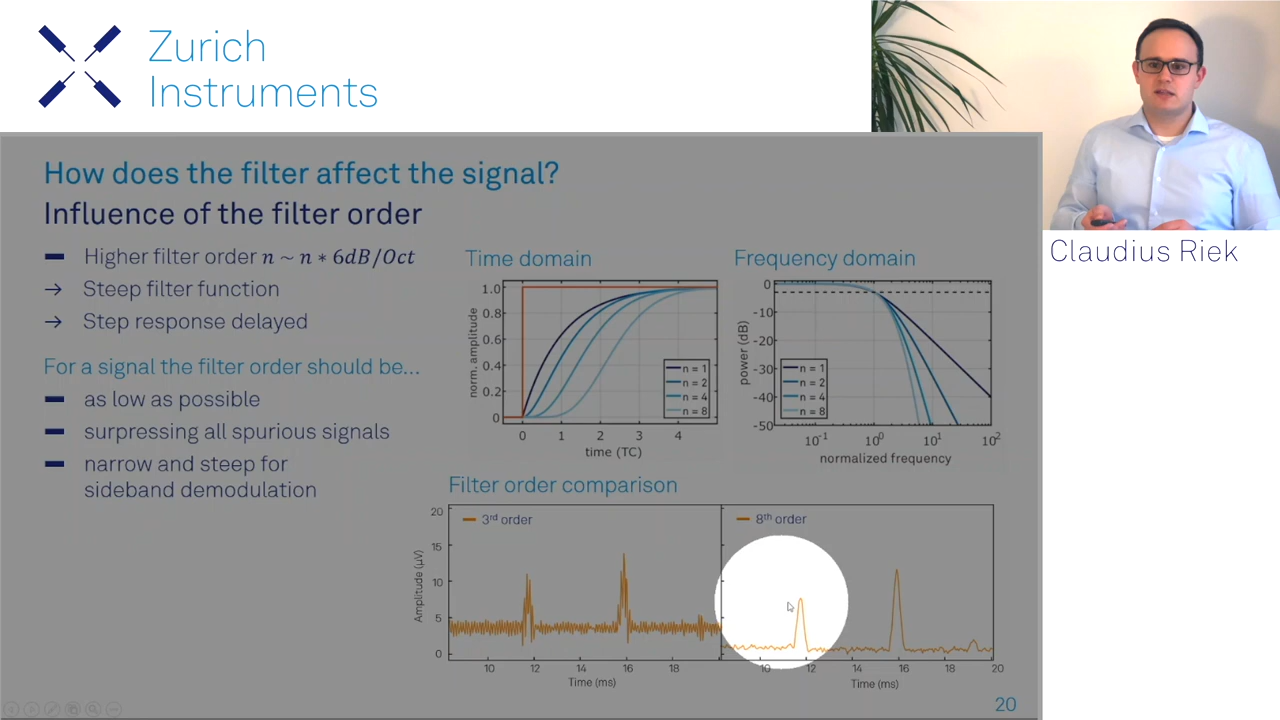 Zurich
Instruments
Claudius Riek
How does the filter affect the signal?
Influence of the filter order
Higher filter order n ~ n * 6dB/Oct
→ Steep filter function
→ Step response delayed
For a signal the filter order should be...
as low as possible
surpressing all spurious signals
narrow and steep for
sideband demodulation
Time domain
norm. amplitude
1.0
0.8
0.6
0.4
0.2
0
n = 1
n = 2
n = 4
n = 8
0 1 2 3 4
time (TC)
Frequency domain
power (dB)
0
-10
-20
-30
-40
-50
n = 1
n = 2
n = 4
n = 8
10⁻¹ 10⁰ 10¹ 10²
normalized frequency
Filter order comparison
Amplitude (µV)
20
15
10
5
0
3rd order
10 12 14 16 18
Time (ms)
8th order
10 12 14 16 18 20
Time (ms)
20